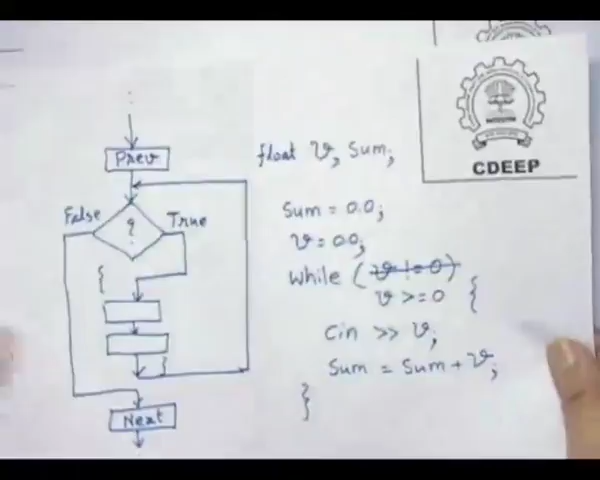 CDEEP
Prev
False
True
?
{
}
Next
float v, Sum;
Sum = 0.0;
v = 0.0;
while (v != 0)
v >= 0 {
Cin >> v;
Sum = Sum + v;
}